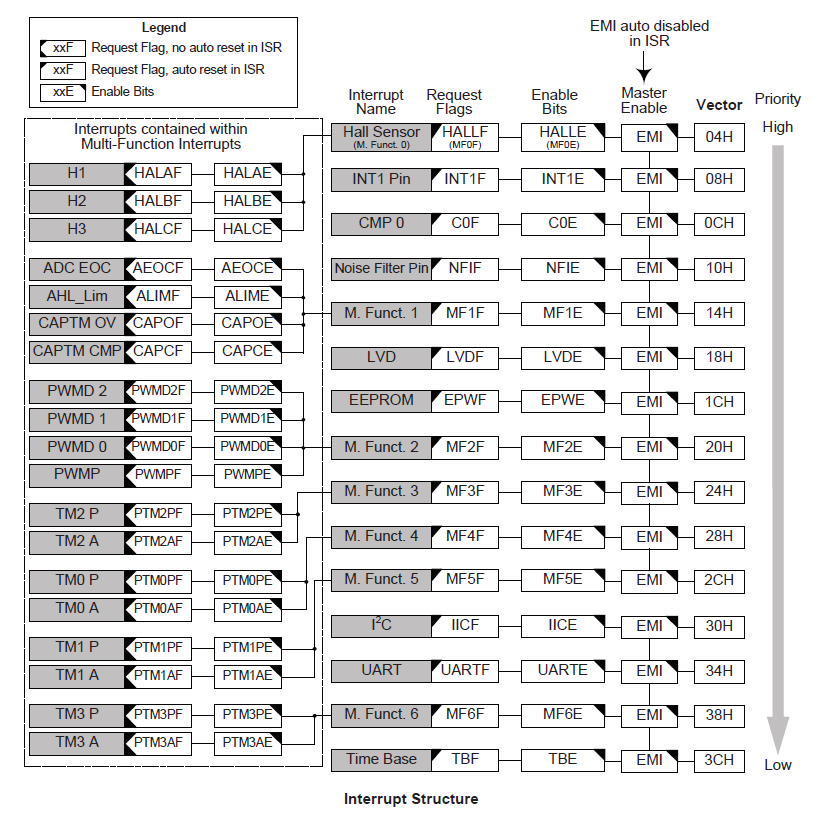 Legend
xxF Request Flag, no auto reset in ISR
xxF Request Flag, auto reset in ISR
xxE Enable Bits
EMI auto disabled
in ISR
Interrupt Name Request Flags Enable Bits Master Enable Vector Priority
High
Interrupts contained within
Multi-Function Interrupts
Hall Sensor (M. Funct. 0) HALLF (MF0F) HALLE (MF0E) EMI 04H
H1 HALAF HALAE
INT1 Pin INT1F INT1E EMI 08H
H2 HALBF HALBE
H3 HALCF HALCE
CMP 0 C0F C0E EMI 0CH
ADC EOC AEOCF AEOCE
Noise Filter Pin NFIF NFIE EMI 10H
AHL_Lim ALIMF ALIME
M. Funct. 1 MF1F MF1E EMI 14H
CAPTM OV CAPOF CAPOE
CAPTM CMP CAPCF CAPCE
LVD LVDF LVDE EMI 18H
PWMD 2 PWMD2F PWMD2E
EEPROM EPWF EPWE EMI 1CH
PWMD 1 PWMD1F PWMD1E
PWMD 0 PWMD0F PWMD0E
M. Funct. 2 MF2F MF2E EMI 20H
PWMP PWMPF PWMPE
M. Funct. 3 MF3F MF3E EMI 24H
TM2 P PTM2PF PTM2PE
M. Funct. 4 MF4F MF4E EMI 28H
TM2 A PTM2AF PTM2AE
TM0 P PTM0PF PTM0PE
M. Funct. 5 MF5F MF5E EMI 2CH
TM0 A PTM0AF PTM0AE
I2C IICF IICE EMI 30H
TM1 P PTM1PF PTM1PE
UART UARTF UARTE EMI 34H
TM1 A PTM1AF PTM1AE
TM3 P PTM3PF PTM3PE
M. Funct. 6 MF6F MF6E EMI 38H
TM3 A PTM3AF PTM3AE
Time Base TBF TBE EMI 3CH
Low
Interrupt Structure